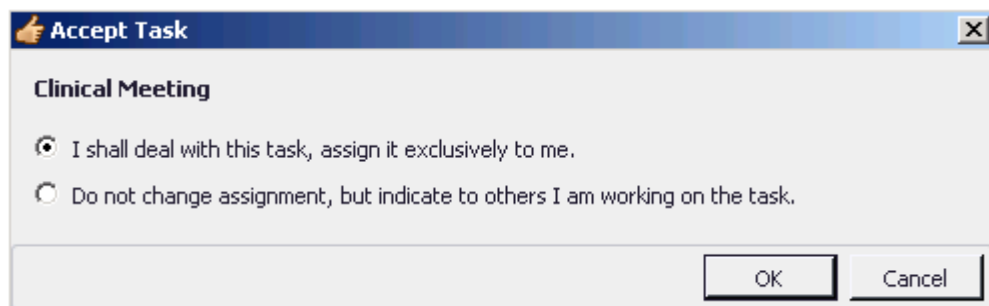 Accept Task
Clinical Meeting
I shall deal with this task, assign it exclusively to me.
Do not change assignment, but indicate to others I am working on the task.
OK Cancel